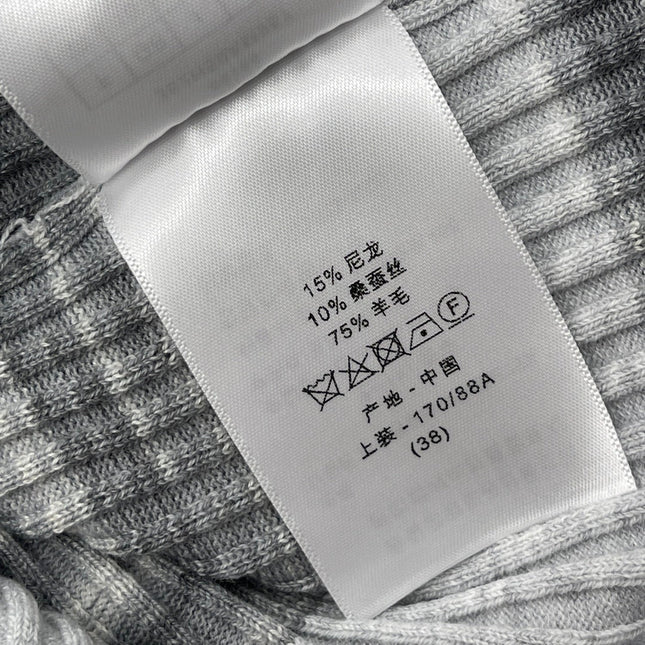 15% 尼龙
10% 桑蚕丝
75% 羊毛
F
产地 - 中国
上装 - 170/88A
(38)